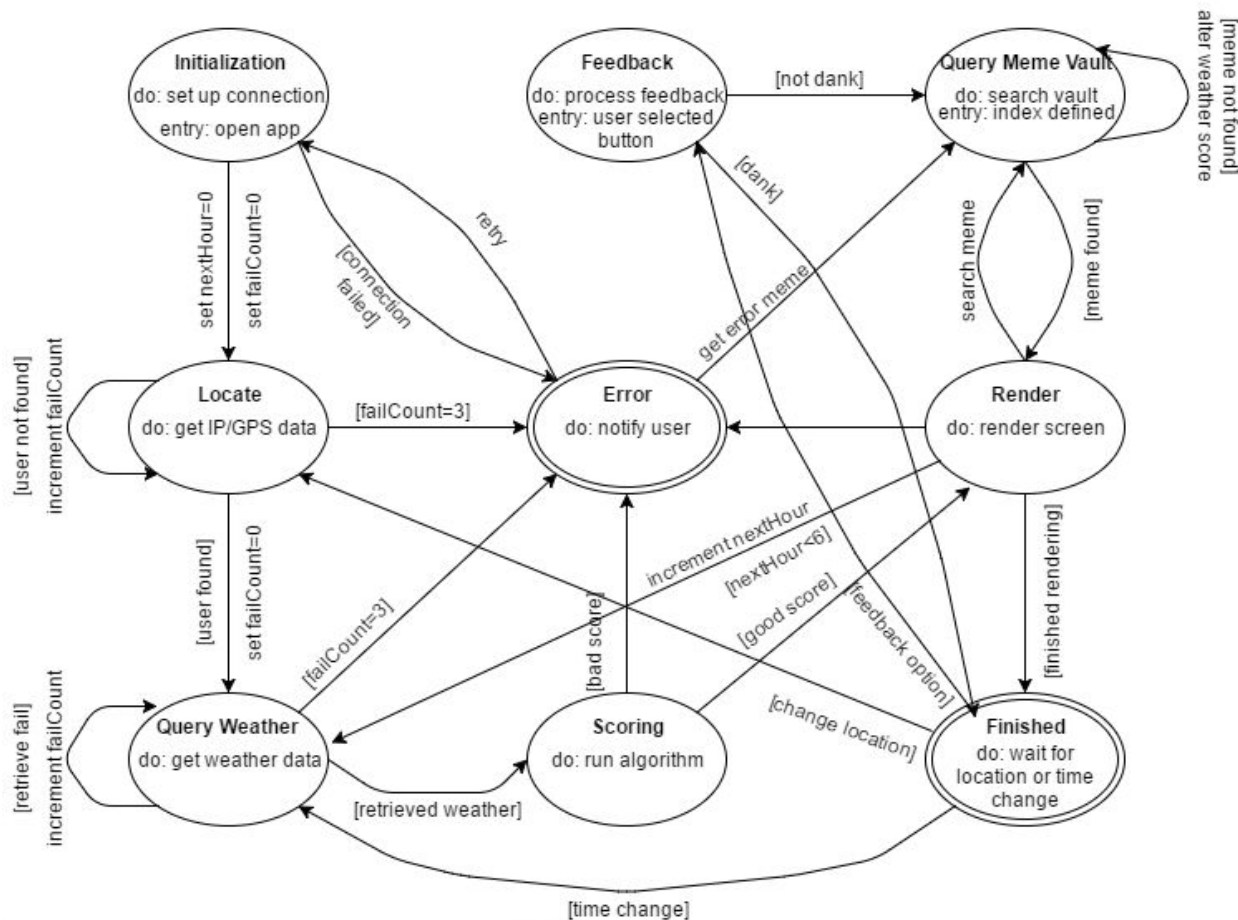 Initialization
do: set up connection
entry: open app
Feedback
do: process feedback
entry: user selected
button
[not dank]
Query Meme Vault
do: search vault
entry: index defined
[meme not found]
alter weather score
set nextHour=0
set failCount=0
[connection
failed]
retry
[dank]
get error meme
search meme
[meme found]
[user not found]
increment failCount
Locate
do: get IP/GPS data
[failCount=3]
Error
do: notify user
Render
do: render screen
[user found]
set failCount=0
[failCount=3]
[bad score]
increment nextHour
[nextHour<6]
[good score]
[feedback option]
[finished rendering]
[change location]
[retrieve fail]
increment failCount
Query Weather
do: get weather data
[retrieved weather]
Scoring
do: run algorithm
Finished
do: wait for
location or time
change
[time change]